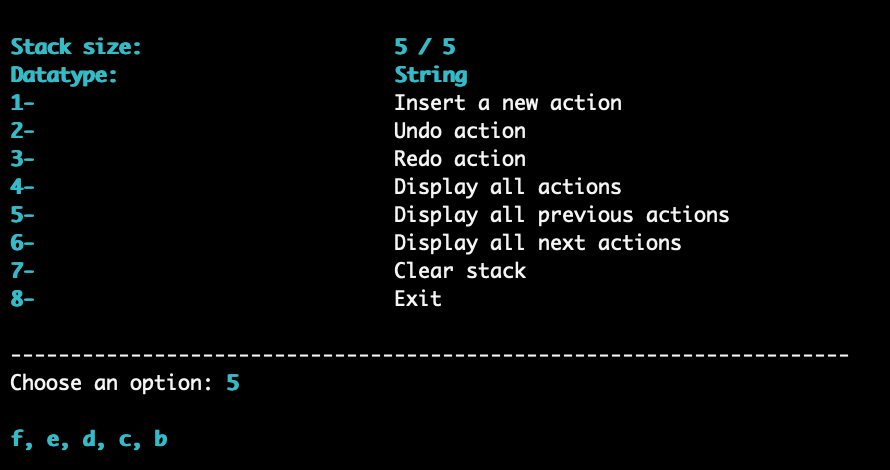 Stack size: 5 / 5
Datatype: String
1- Insert a new action
2- Undo action
3- Redo action
4- Display all actions
5- Display all previous actions
6- Display all next actions
7- Clear stack
8- Exit
----------------------------------------------------------------------
Choose an option: 5
f, e, d, c, b